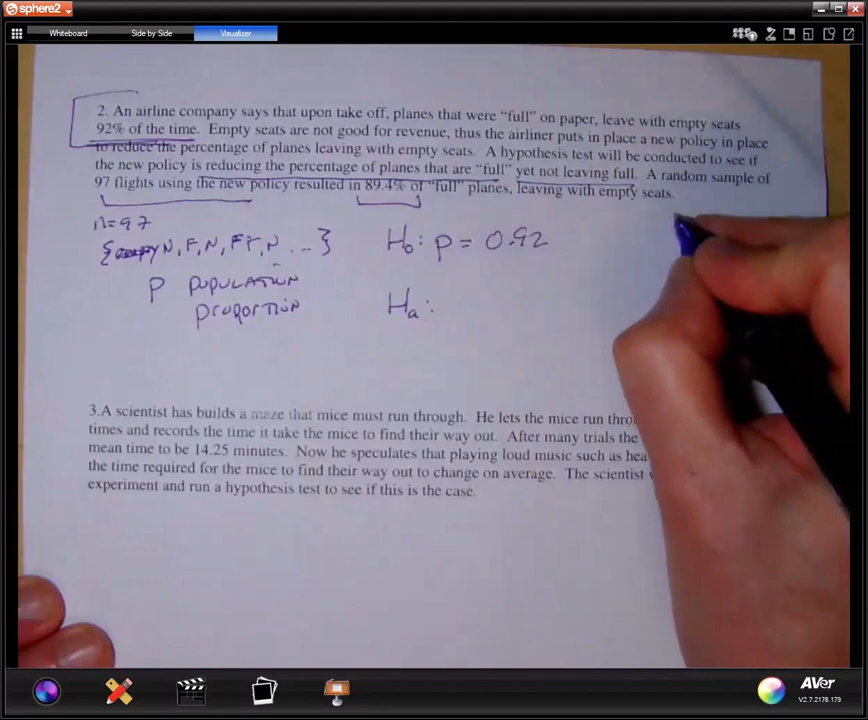 sphere2
Whiteboard Side by Side Visualizer
2. An airline company says that upon take off, planes that were "full" on paper, leave with empty seats
92% of the time. Empty seats are not good for revenue, thus the airliner puts in place a new policy in place
to reduce the percentage of planes leaving with empty seats. A hypothesis test will be conducted to see if
the new policy is reducing the percentage of planes that are "full" yet not leaving full. A random sample of
97 flights using the new policy resulted in 89.4% of "full" planes, leaving with empty seats.
n=97
N, F, N, F F, N ... }
H₀: p = 0.92
P POPULATION
PROPORTION
Hₐ:
3.A scientist has builds a maze that mice must run through. He lets the mice run
times and records the time it take the mice to find their way out. After many trials the
mean time to be 14.25 minutes. Now he speculates that playing loud music such as
the time required for the mice to find their way out to change on average. The scientist
experiment and run a hypothesis test to see if this is the case.
AVer
V2.7.2178.179